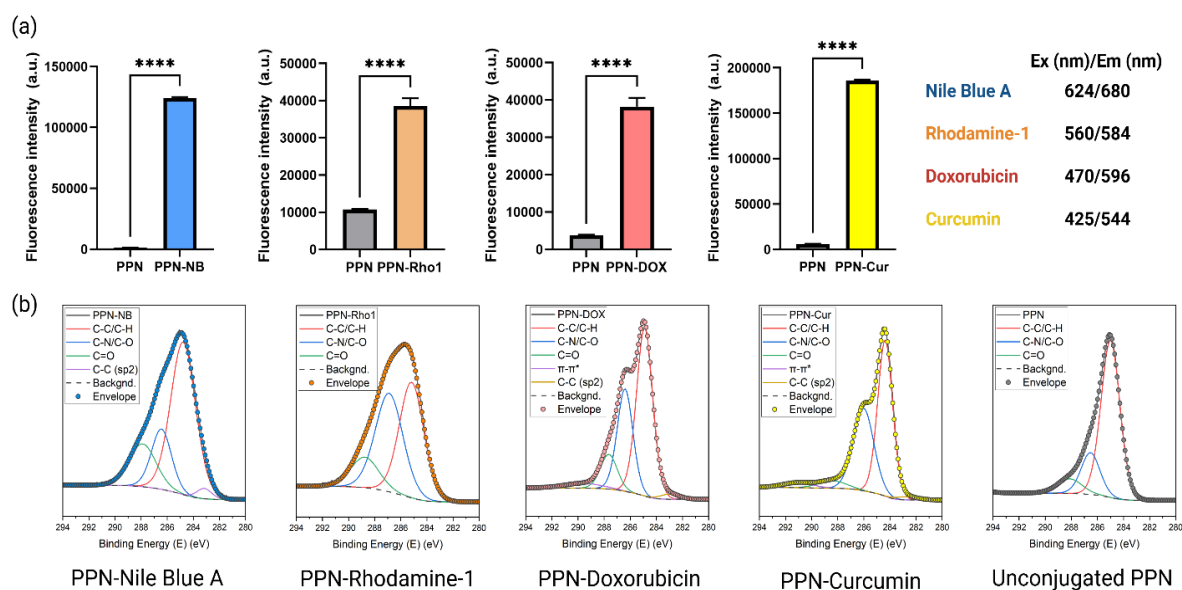 (a)
Fluorescence intensity (a.u.)
150000
100000
50000
0
****
PPN PPN-NB
Fluorescence intensity (a.u.)
50000
40000
30000
20000
10000
0
****
PPN PPN-Rho1
Fluorescence intensity (a.u.)
50000
40000
30000
20000
10000
0
****
PPN PPN-DOX
Fluorescence intensity (a.u.)
200000
150000
100000
50000
0
****
PPN PPN-Cur
Ex (nm)/Em (nm)
Nile Blue A 624/680
Rhodamine-1 560/584
Doxorubicin 470/596
Curcumin 425/544
(b)
PPN-NB
C-C/C-H
C-N/C-O
C=O
C-C (sp2)
Backgnd.
Envelope
294 292 290 288 286 284 282 280
Binding Energy (E) (eV)
PPN-Nile Blue A
PPN-Rho1
C-C/C-H
C-N/C-O
C=O
Backgnd.
Envelope
294 292 290 288 286 284 282 280
Binding Energy (E) (eV)
PPN-Rhodamine-1
PPN-DOX
C-C/C-H
C-N/C-O
C=O
π-π*
C-C (sp2)
Backgnd.
Envelope
294 292 290 288 286 284 282 280
Binding Energy (E) (eV)
PPN-Doxorubicin
PPN-Cur
C-C/C-H
C-N/C-O
C=O
π-π*
C-C (sp2)
Backgnd.
Envelope
294 292 290 288 286 284 282 280
Binding Energy (E) (eV)
PPN-Curcumin
PPN
C-C/C-H
C-N/C-O
C=O
Backgnd.
Envelope
294 292 290 288 286 284 282 280
Binding Energy (E) (eV)
Unconjugated PPN